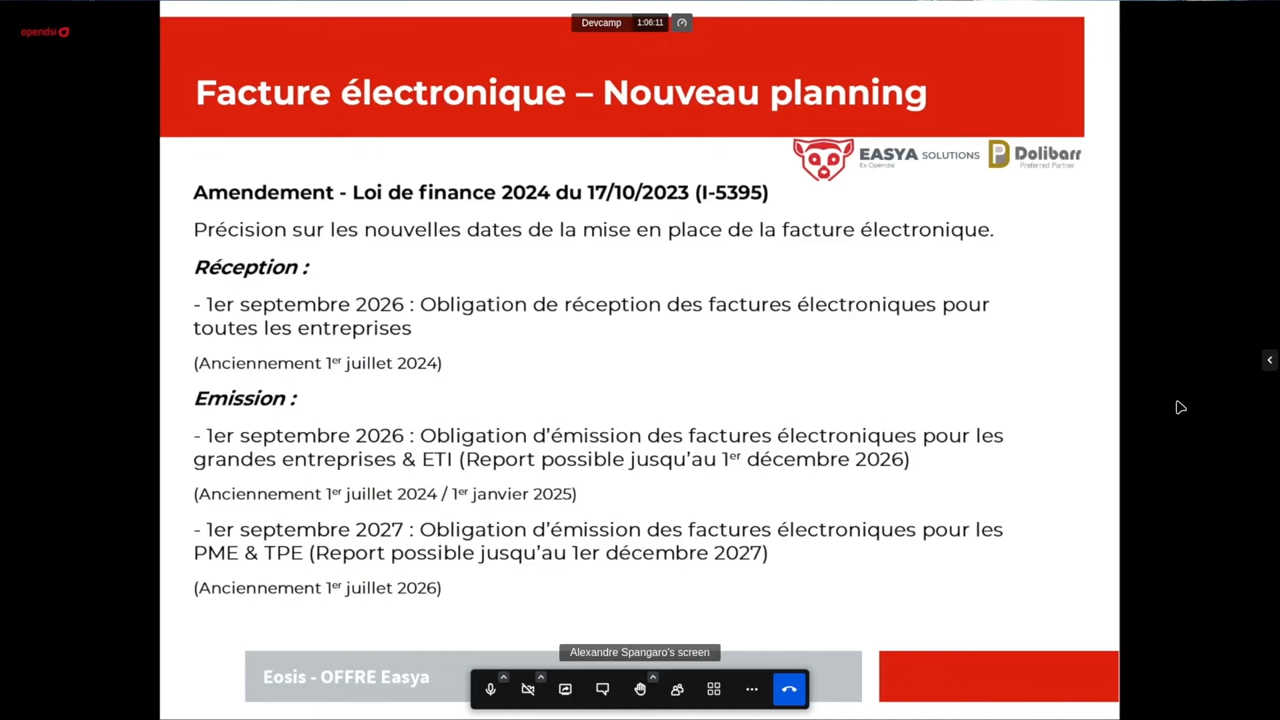 Devcamp 1:06:11
opendsi
Facture électronique – Nouveau planning
EASYA SOLUTIONS
Ex Opendsi
Dolibarr
Preferred Partner
Amendement - Loi de finance 2024 du 17/10/2023 (I-5395)
Précision sur les nouvelles dates de la mise en place de la facture électronique.
Réception :
- 1er septembre 2026 : Obligation de réception des factures électroniques pour
toutes les entreprises
(Anciennement 1er juillet 2024)
Emission :
- 1er septembre 2026 : Obligation d'émission des factures électroniques pour les
grandes entreprises & ETI (Report possible jusqu'au 1er décembre 2026)
(Anciennement 1er juillet 2024 / 1er janvier 2025)
- 1er septembre 2027 : Obligation d'émission des factures électroniques pour les
PME & TPE (Report possible jusqu'au 1er décembre 2027)
(Anciennement 1er juillet 2026)
Alexandre Spangaro's screen
Eosis - OFFRE Easya